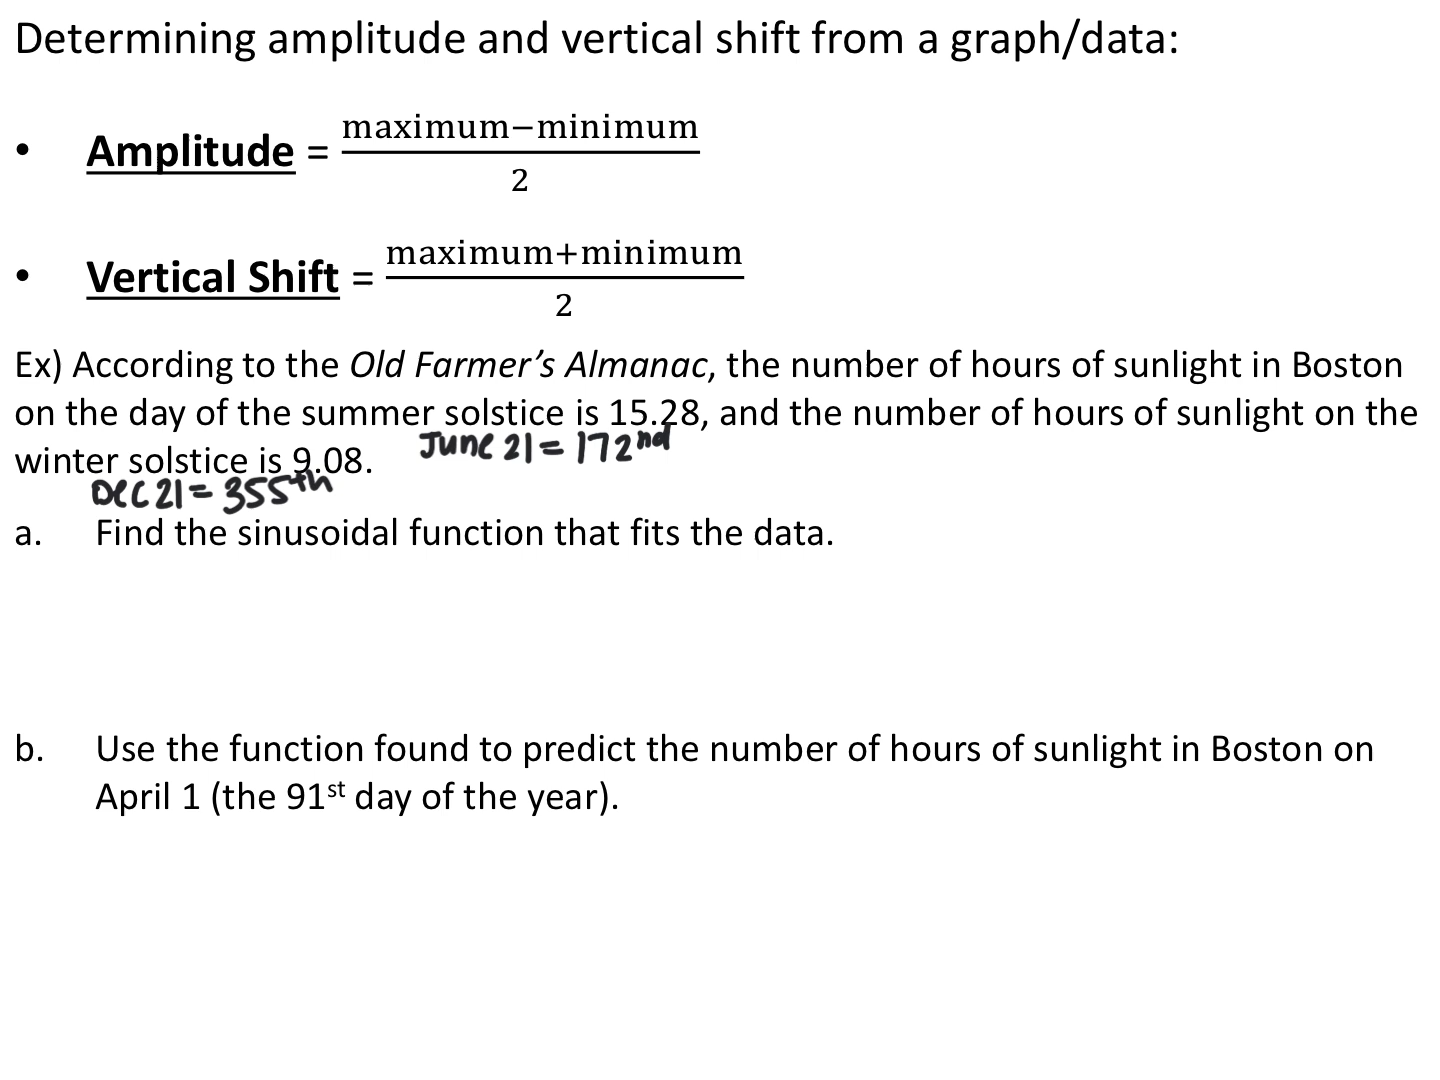 Determining amplitude and vertical shift from a graph/data:
• Amplitude = maximum−minimum
2
• Vertical Shift = maximum+minimum
2
Ex) According to the Old Farmer’s Almanac, the number of hours of sunlight in Boston
on the day of the summer solstice is 15.28, and the number of hours of sunlight on the
winter solstice is 9.08.
June 21 = 172nd
Dec 21 = 355th
a. Find the sinusoidal function that fits the data.
b. Use the function found to predict the number of hours of sunlight in Boston on
April 1 (the 91st day of the year).